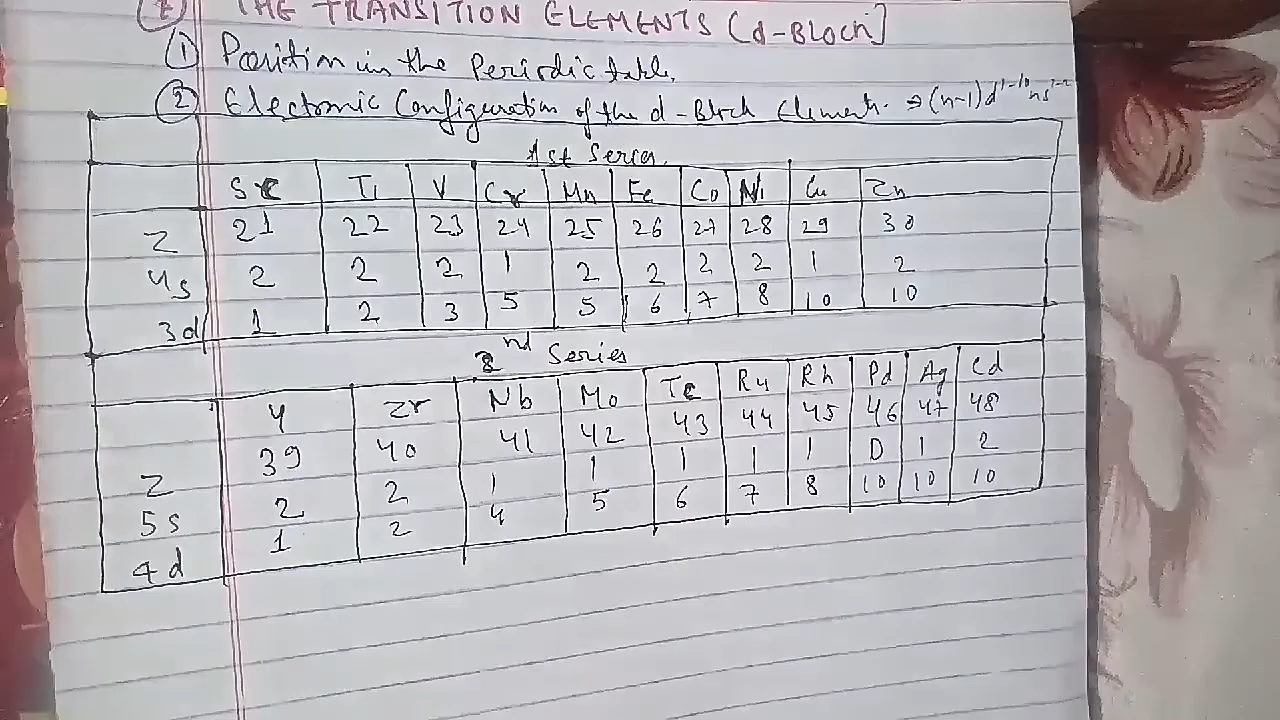 THE TRANSITION ELEMENTS [d-BLOCK]
① Position in the Periodic table.
② Electronic Configuration of the d-Block Elements. ⇒ (n-1)d¹⁻¹⁰ns¹⁻²
1st Series.
Sc Ti V Cr Mn Fe Co Ni Cu Zn
Z 21 22 23 24 25 26 27 28 29 30
4s 2 2 2 1 2 2 2 2 1 2
3d 1 2 3 5 5 6 7 8 10 10
2nd Series
Y Zr Nb Mo Tc Ru Rh Pd Ag Cd
Z 39 40 41 42 43 44 45 46 47 48
5s 2 2 1 1 1 1 1 0 1 2
4d 1 2 4 5 6 7 8 10 10 10